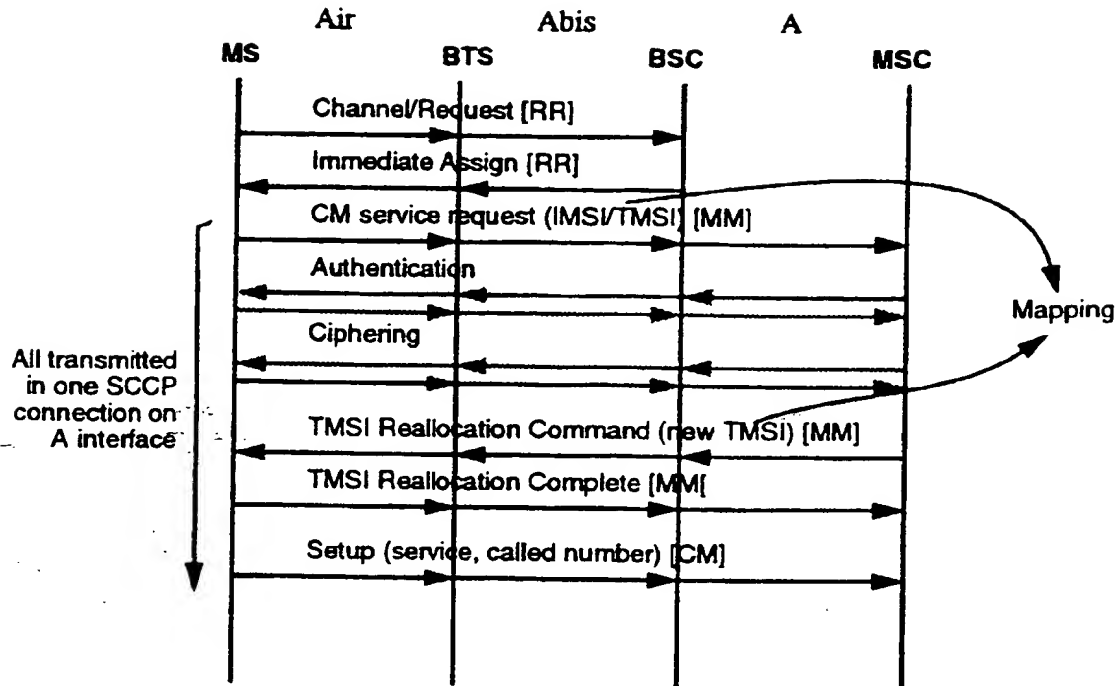 Air Abis A
MS BTS BSC MSC
Channel/Request [RR]
Immediate Assign [RR]
CM service request (IMSI/TMSI) [MM]
Authentication
Mapping
Ciphering
All transmitted
in one SCCP
connection on
A interface
TMSI Reallocation Command (new TMSI) [MM]
TMSI Reallocation Complete [MM[
Setup (service, called number) [CM]